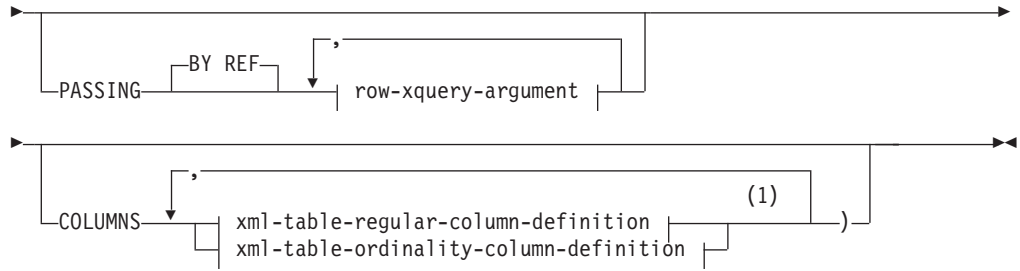 ,
BY REF
PASSING row-xquery-argument
,
(1)
COLUMNS xml-table-regular-column-definition )
xml-table-ordinality-column-definition